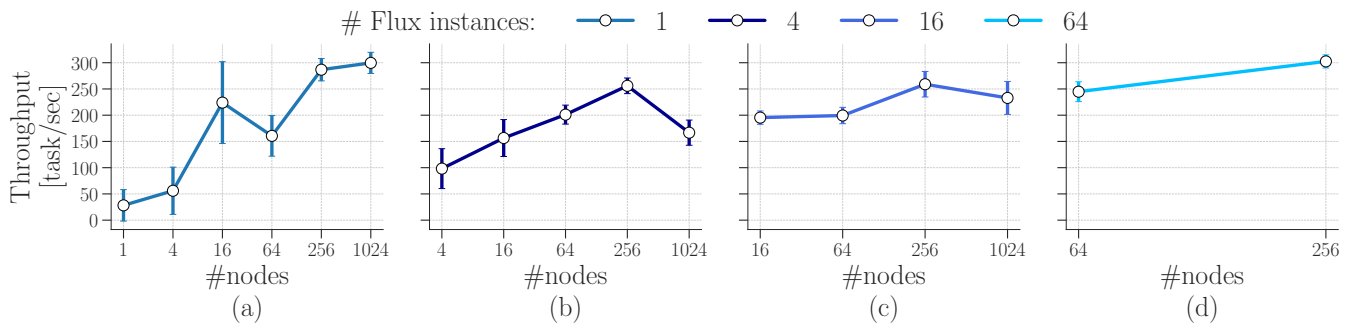 # Flux instances: 1 4 16 64
Throughput
[task/sec]
300
250
200
150
100
50
0
1 4 16 64 256 1024
#nodes
(a)
4 16 64 256 1024
#nodes
(b)
16 64 256 1024
#nodes
(c)
64 256
#nodes
(d)